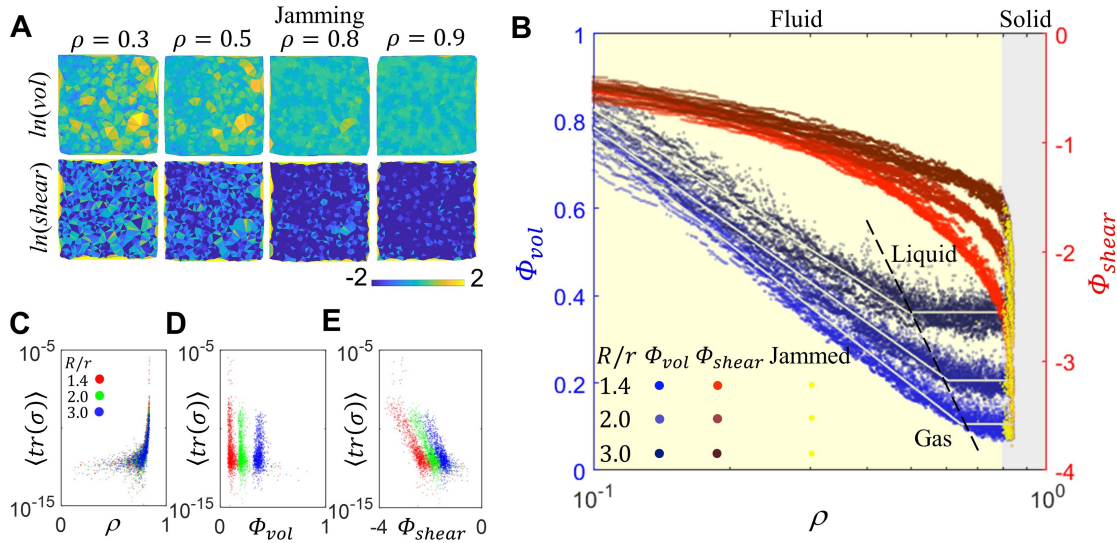 A
Jamming
ρ = 0.3 ρ = 0.5 ρ = 0.8 ρ = 0.9
ln(vol)
ln(shear)
-2 2
B
Fluid Solid
1
0.8
0.6
0.4
0.2
0
Φvol
0
-1
-2
-3
-4
Φshear
Liquid
Gas
R/r Φvol Φshear Jammed
1.4
2.0
3.0
10-1 100
ρ
C
10-5
⟨tr(σ)⟩
10-15
R/r
1.4
2.0
3.0
0 ρ 1
D
10-5
⟨tr(σ)⟩
10-15
0 Φvol 1
E
10-5
⟨tr(σ)⟩
10-15
-4 Φshear 0